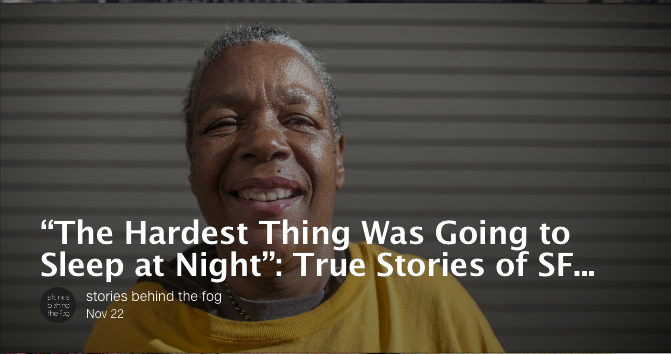 “The Hardest Thing Was Going to
Sleep at Night”: True Stories of SF...
stories
behind
the fog
stories behind the fog
Nov 22